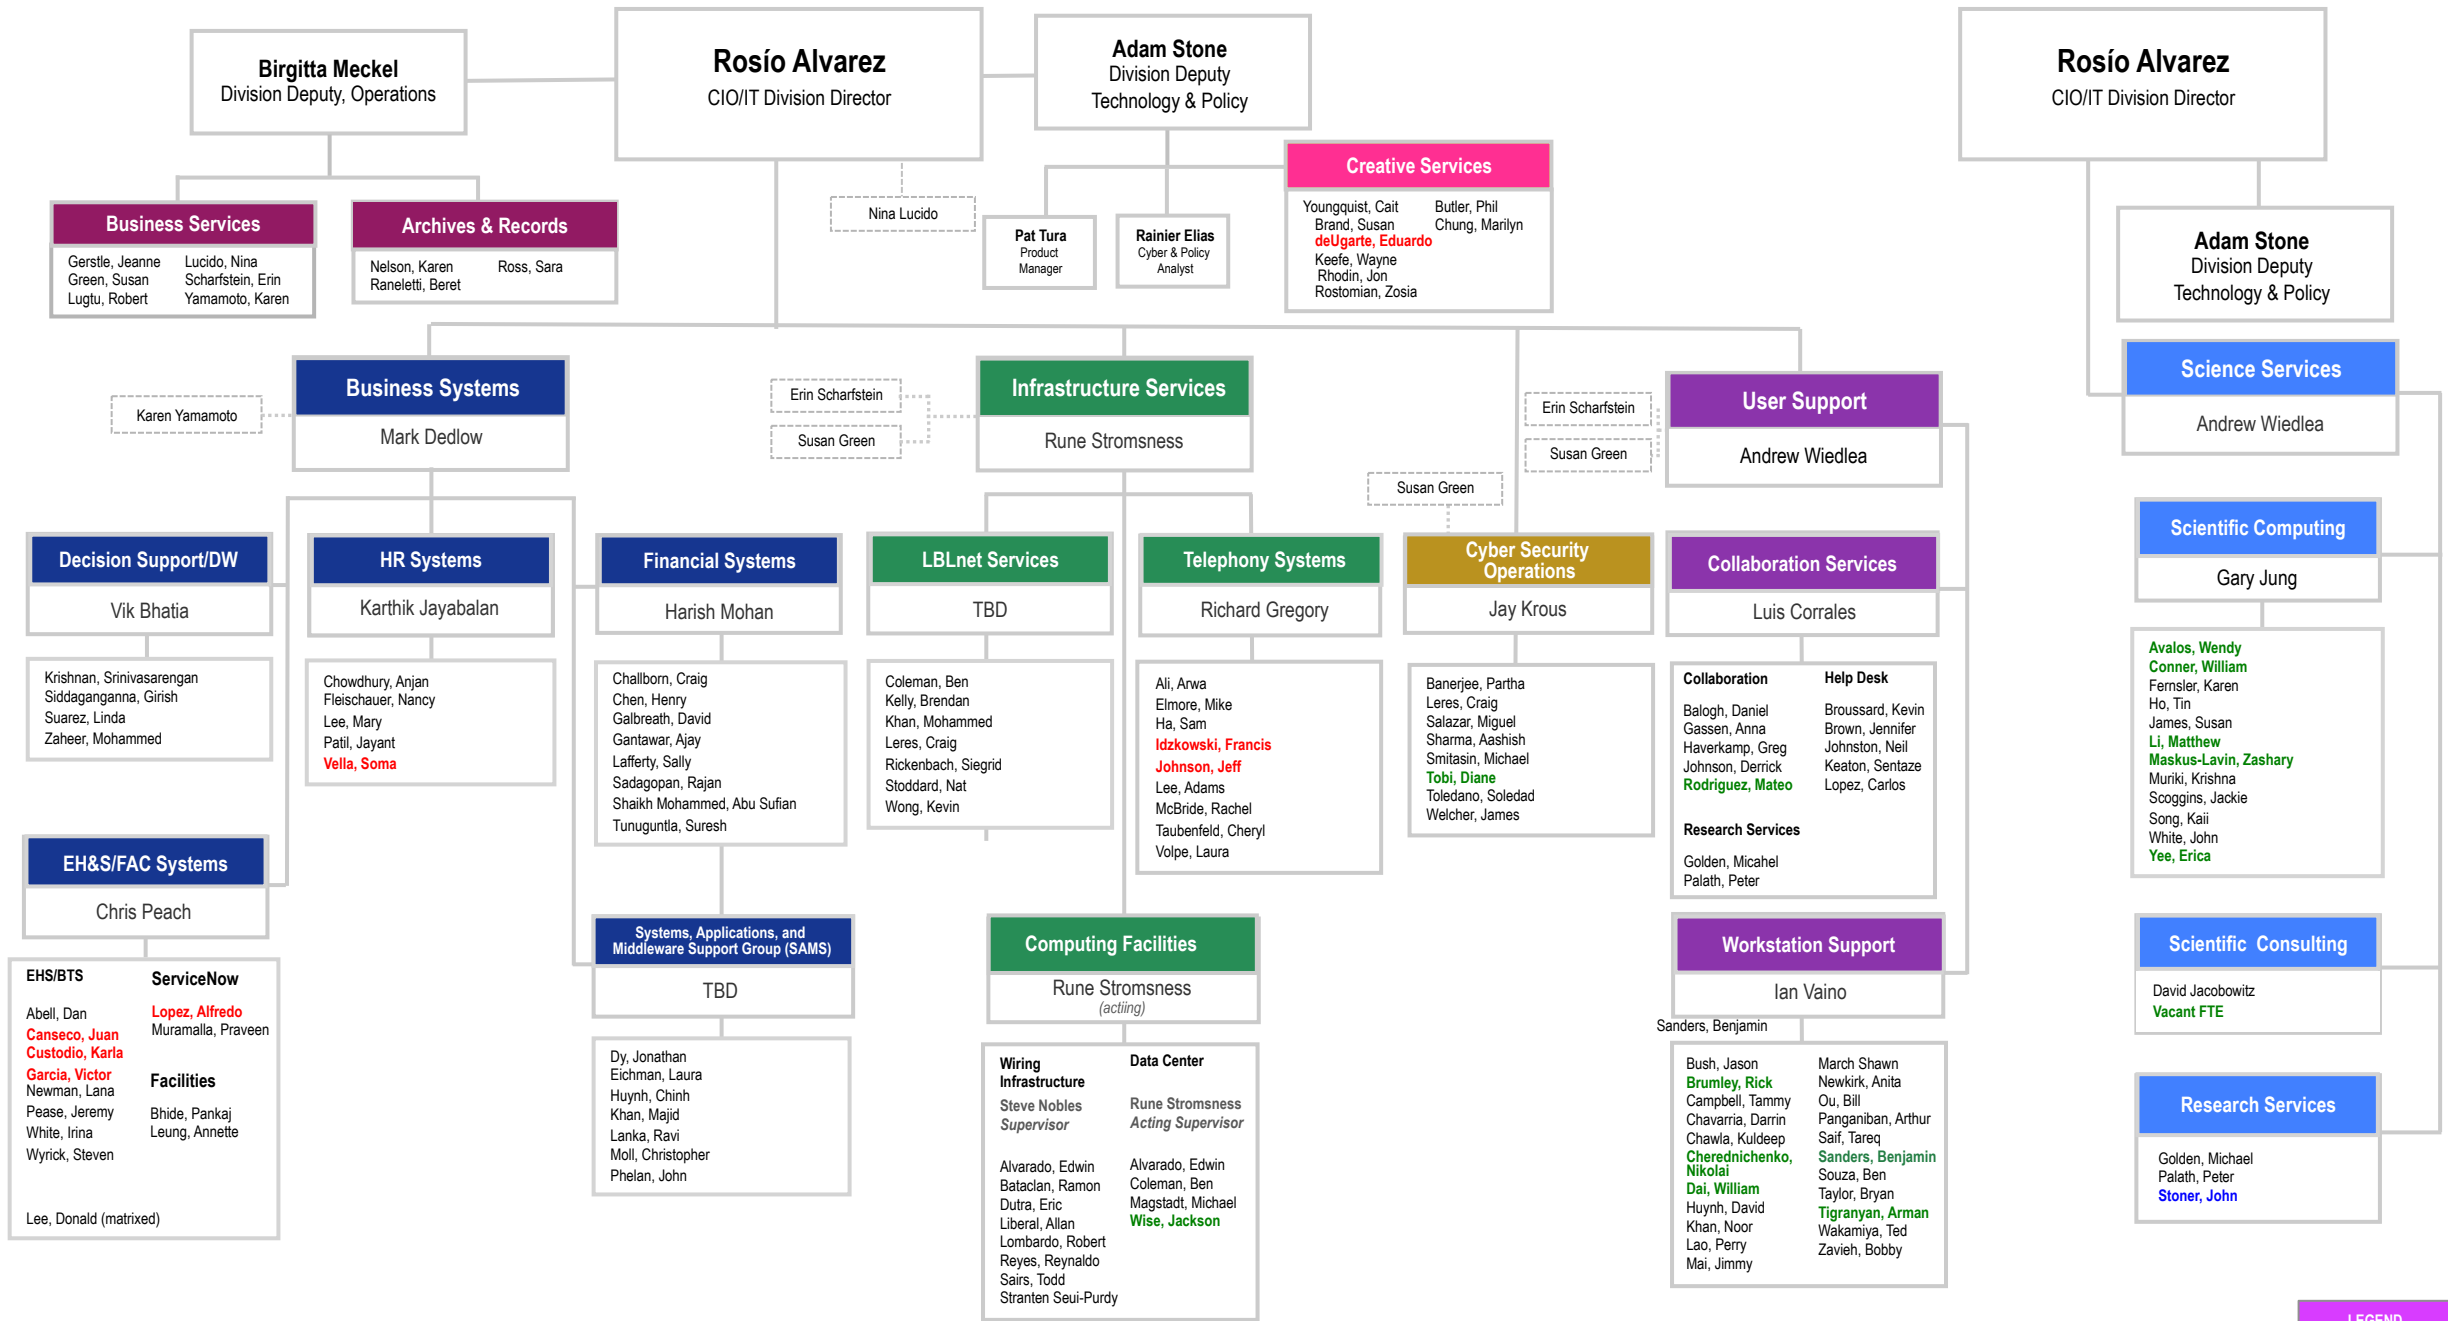 Birgitta Meckel
Division Deputy, Operations
Rosío Alvarez
CIO/IT Division Director
Adam Stone
Division Deputy
Technology & Policy
Rosío Alvarez
CIO/IT Division Director
Adam Stone
Division Deputy
Technology & Policy
Nina Lucido
Business Services
Gerstle, Jeanne
Green, Susan
Lugtu, Robert
Lucido, Nina
Scharfstein, Erin
Yamamoto, Karen
Archives & Records
Nelson, Karen
Raneletti, Beret
Ross, Sara
Pat Tura
Product
Manager
Rainier Elias
Cyber & Policy
Analyst
Creative Services
Youngquist, Cait
Brand, Susan
deUgarte, Eduardo
Keefe, Wayne
Rhodin, Jon
Rostomian, Zosia
Butler, Phil
Chung, Marilyn
Karen Yamamoto
Business Systems
Mark Dedlow
Erin Scharfstein
Susan Green
Infrastructure Services
Rune Stromsness
Erin Scharfstein
Susan Green
User Support
Andrew Wiedlea
Science Services
Andrew Wiedlea
Susan Green
Decision Support/DW
Vik Bhatia
Krishnan, Srinivasarengan
Siddaganganna, Girish
Suarez, Linda
Zaheer, Mohammed
HR Systems
Karthik Jayabalan
Chowdhury, Anjan
Fleischauer, Nancy
Lee, Mary
Patil, Jayant
Vella, Soma
Financial Systems
Harish Mohan
Challborn, Craig
Chen, Henry
Galbreath, David
Gantawar, Ajay
Lafferty, Sally
Sadagopan, Rajan
Shaikh Mohammed, Abu Sufian
Tunuguntla, Suresh
LBLnet Services
TBD
Coleman, Ben
Kelly, Brendan
Khan, Mohammed
Leres, Craig
Rickenbach, Siegrid
Stoddard, Nat
Wong, Kevin
Telephony Systems
Richard Gregory
Ali, Arwa
Elmore, Mike
Ha, Sam
Idzkowski, Francis
Johnson, Jeff
Lee, Adams
McBride, Rachel
Taubenfeld, Cheryl
Volpe, Laura
Cyber Security
Operations
Jay Krous
Banerjee, Partha
Leres, Craig
Salazar, Miguel
Sharma, Aashish
Smitasin, Michael
Tobi, Diane
Toledano, Soledad
Welcher, James
Collaboration Services
Luis Corrales
Collaboration
Balogh, Daniel
Gassen, Anna
Haverkamp, Greg
Johnson, Derrick
Rodriguez, Mateo
Help Desk
Broussard, Kevin
Brown, Jennifer
Johnston, Neil
Keaton, Sentaze
Lopez, Carlos
Research Services
Golden, Micahel
Palath, Peter
Scientific Computing
Gary Jung
Avalos, Wendy
Conner, William
Fernsler, Karen
Ho, Tin
James, Susan
Li, Matthew
Maskus-Lavin, Zashary
Muriki, Krishna
Scoggins, Jackie
Song, Kaii
White, John
Yee, Erica
EH&S/FAC Systems
Chris Peach
EHS/BTS
Abell, Dan
Canseco, Juan
Custodio, Karla
Garcia, Victor
Newman, Lana
Pease, Jeremy
White, Irina
Wyrick, Steven
Lee, Donald (matrixed)
ServiceNow
Lopez, Alfredo
Muramalla, Praveen
Facilities
Bhide, Pankaj
Leung, Annette
Systems, Applications, and
Middleware Support Group (SAMS)
TBD
Dy, Jonathan
Eichman, Laura
Huynh, Chinh
Khan, Majid
Lanka, Ravi
Moll, Christopher
Phelan, John
Computing Facilities
Rune Stromsness
(actiing)
Wiring
Infrastructure
Steve Nobles
Supervisor
Alvarado, Edwin
Bataclan, Ramon
Dutra, Eric
Liberal, Allan
Lombardo, Robert
Reyes, Reynaldo
Sairs, Todd
Stranten Seui-Purdy
Data Center
Rune Stromsness
Acting Supervisor
Alvarado, Edwin
Coleman, Ben
Magstadt, Michael
Wise, Jackson
Workstation Support
Ian Vaino
Sanders, Benjamin
Bush, Jason
Brumley, Rick
Campbell, Tammy
Chavarria, Darrin
Chawla, Kuldeep
Cherednichenko,
Nikolai
Dai, William
Huynh, David
Khan, Noor
Lao, Perry
Mai, Jimmy
March Shawn
Newkirk, Anita
Ou, Bill
Panganiban, Arthur
Saif, Tareq
Sanders, Benjamin
Souza, Ben
Taylor, Bryan
Tigranyan, Arman
Wakamiya, Ted
Zavieh, Bobby
Scientific  Consulting
David Jacobowitz
Vacant FTE
Research Services
Golden, Michael
Palath, Peter
Stoner, John
LEGEND